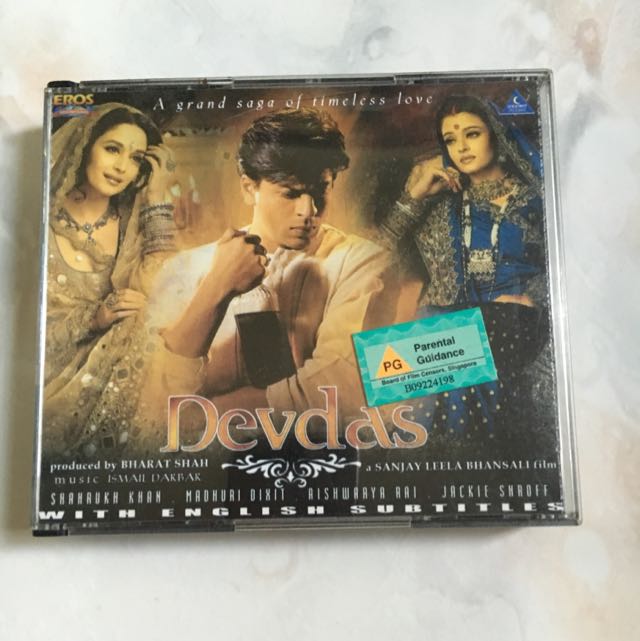 EROS
A grand saga of timeless love
PG
Parental
Guidance
Board of Film Censors, Singapore
B09224198
Devdas
produced by BHARAT SHAH
music ISMAIL DARBAR
a SANJAY LEELA BHANSALI film
SHAHRUKH KHAN . MADHURI DIXIT . AISHWARYA RAI . JACKIE SHROFF
WITH ENGLISH SUBTITLES